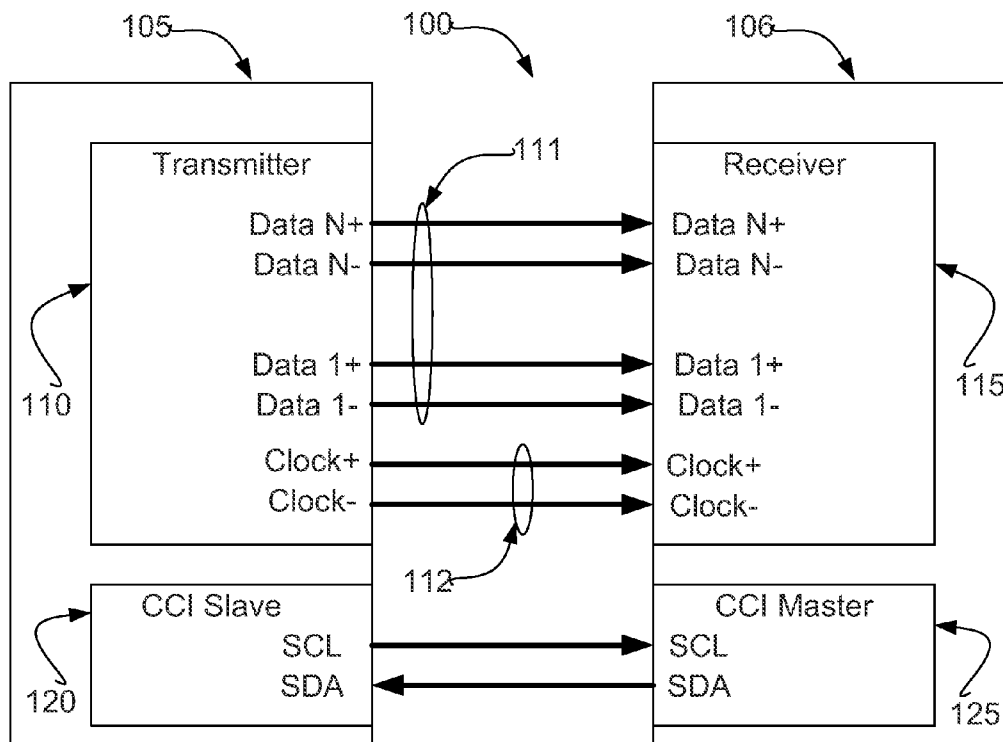 105
100
106
111
Transmitter
Receiver
Data N+
Data N+
Data N-
Data N-
110
115
Data 1+
Data 1+
Data 1-
Data 1-
Clock+
Clock+
Clock-
Clock-
112
CCI Slave
CCI Master
SCL
SCL
SDA
SDA
120
125